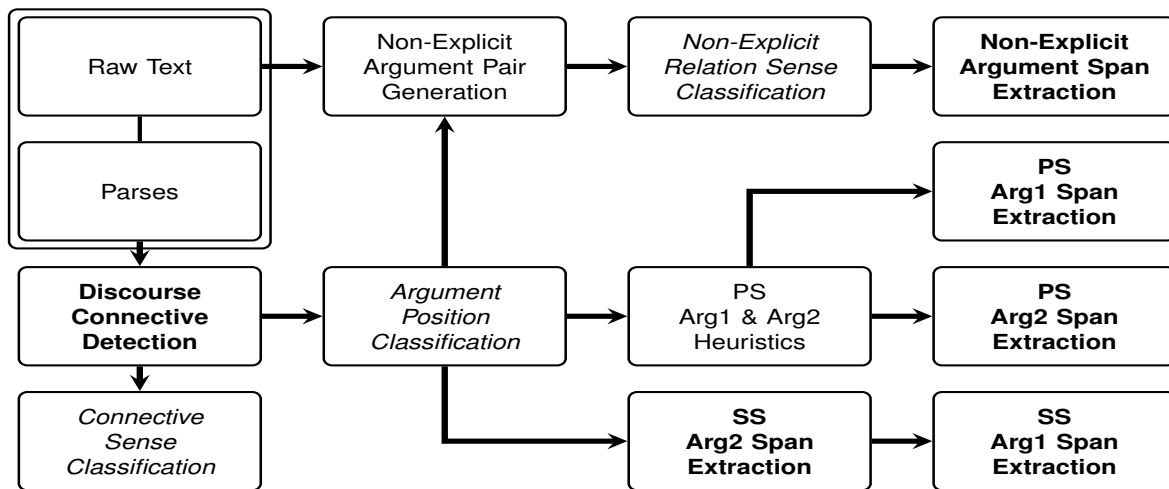 Raw Text
Non-Explicit
Argument Pair
Generation
Non-Explicit
Relation Sense
Classification
Non-Explicit
Argument Span
Extraction
Parses
PS
Arg1 Span
Extraction
Discourse
Connective
Detection
Argument
Position
Classification
PS
Arg1 & Arg2
Heuristics
PS
Arg2 Span
Extraction
Connective
Sense
Classification
SS
Arg2 Span
Extraction
SS
Arg1 Span
Extraction